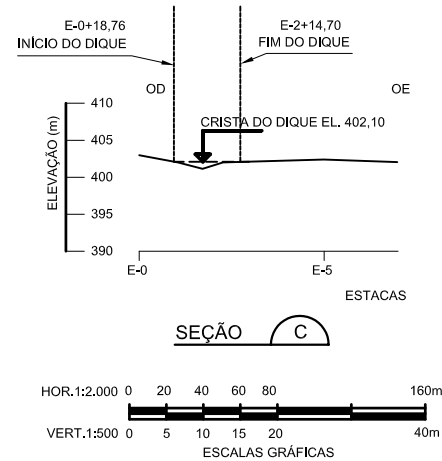 E-0+18,76
INÍCIO DO DIQUE
E-2+14,70
FIM DO DIQUE
OD
OE
ELEVAÇÃO (m)
410
405
400
395
390
CRISTA DO DIQUE EL. 402,10
E-0
E-5
ESTACAS
SEÇÃO C
HOR.1:2.000 0 20 40 60 80 160m
VERT.1:500 0 5 10 15 20 40m
ESCALAS GRÁFICAS